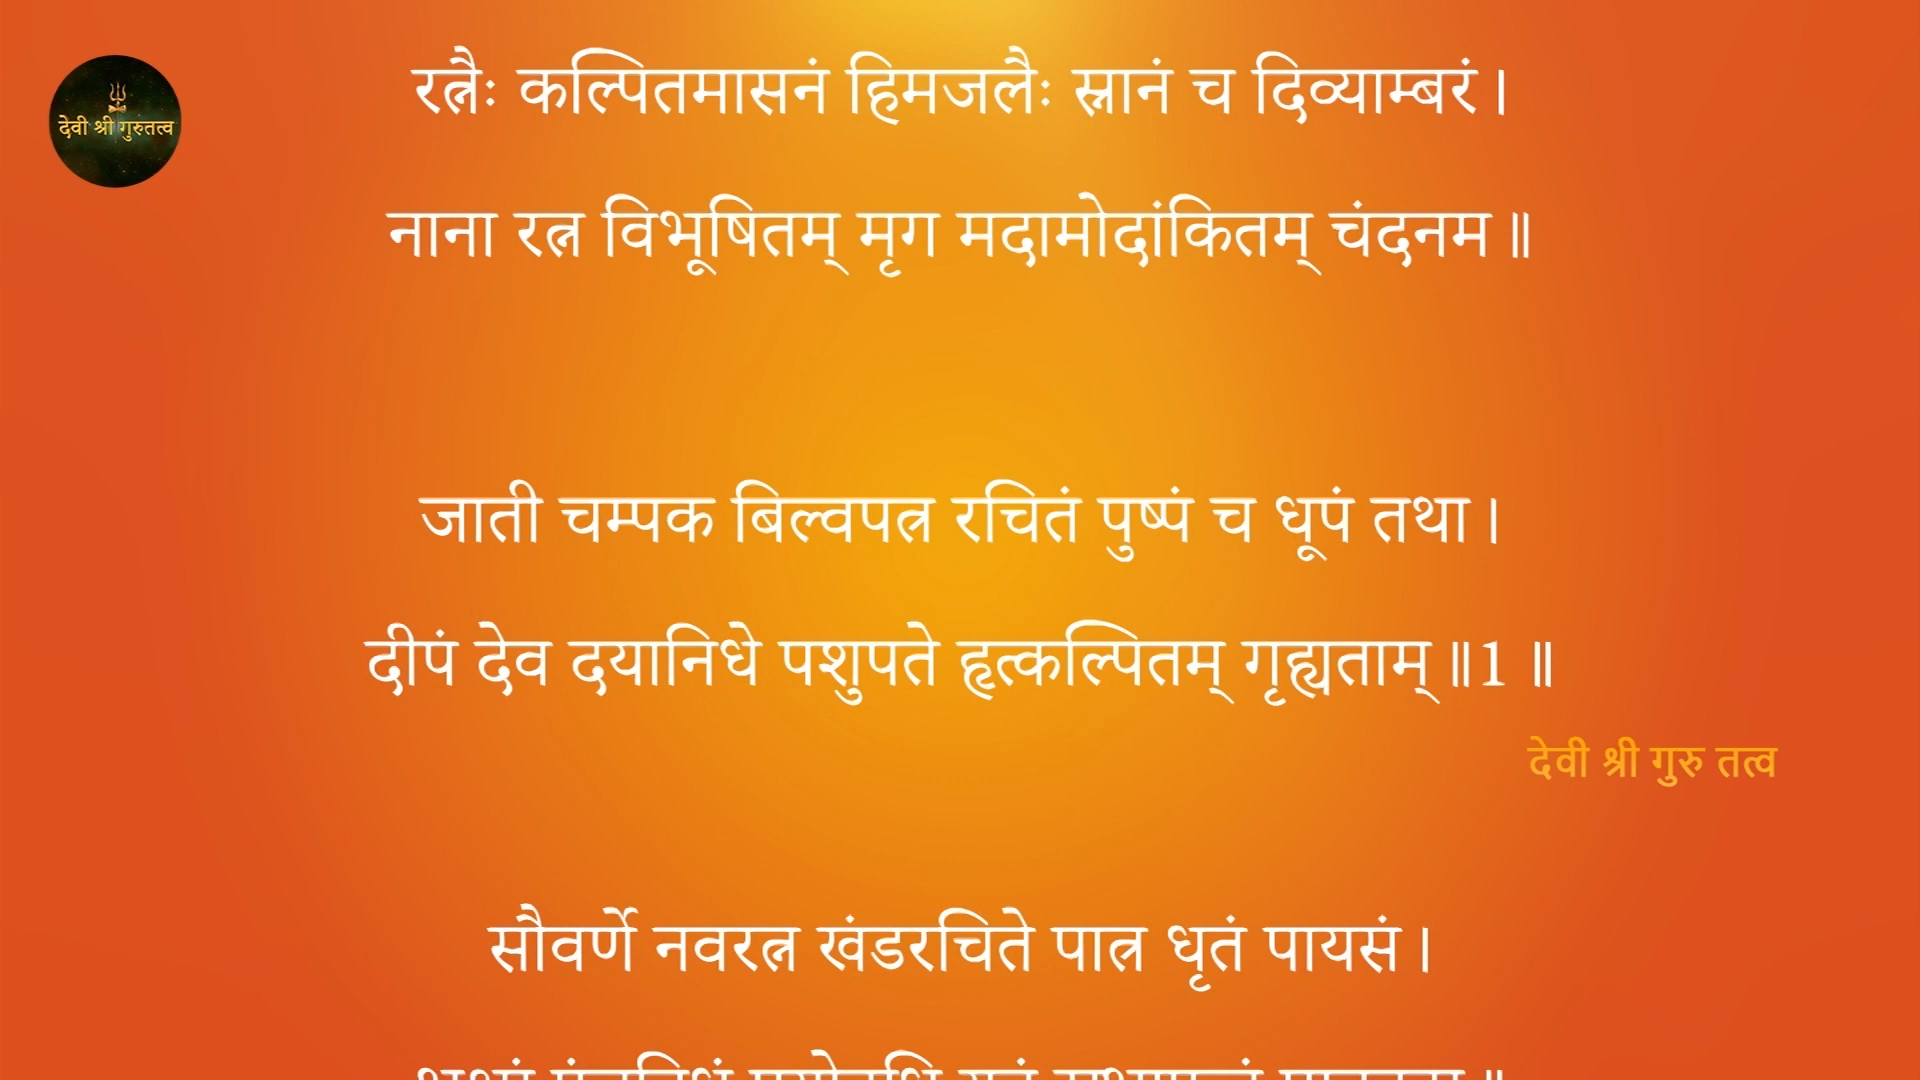 रत्नैः कल्पितमासनं हिमजलैः स्नानं च दिव्याम्बरं ।
देवी श्री गुरुतत्व
नाना रत्न विभूषितम् मृग मदामोदांकितम् चंदनम ॥
जाती चम्पक बिल्वपत्र रचितं पुष्पं च धूपं तथा ।
दीपं देव दयानिधे पशुपते हृत्कल्पितम् गृह्यताम् ॥1 ॥
देवी श्री गुरु तत्व
सौवर्णे नवरत्न खंडरचिते पात्र धृतं पायसं ।